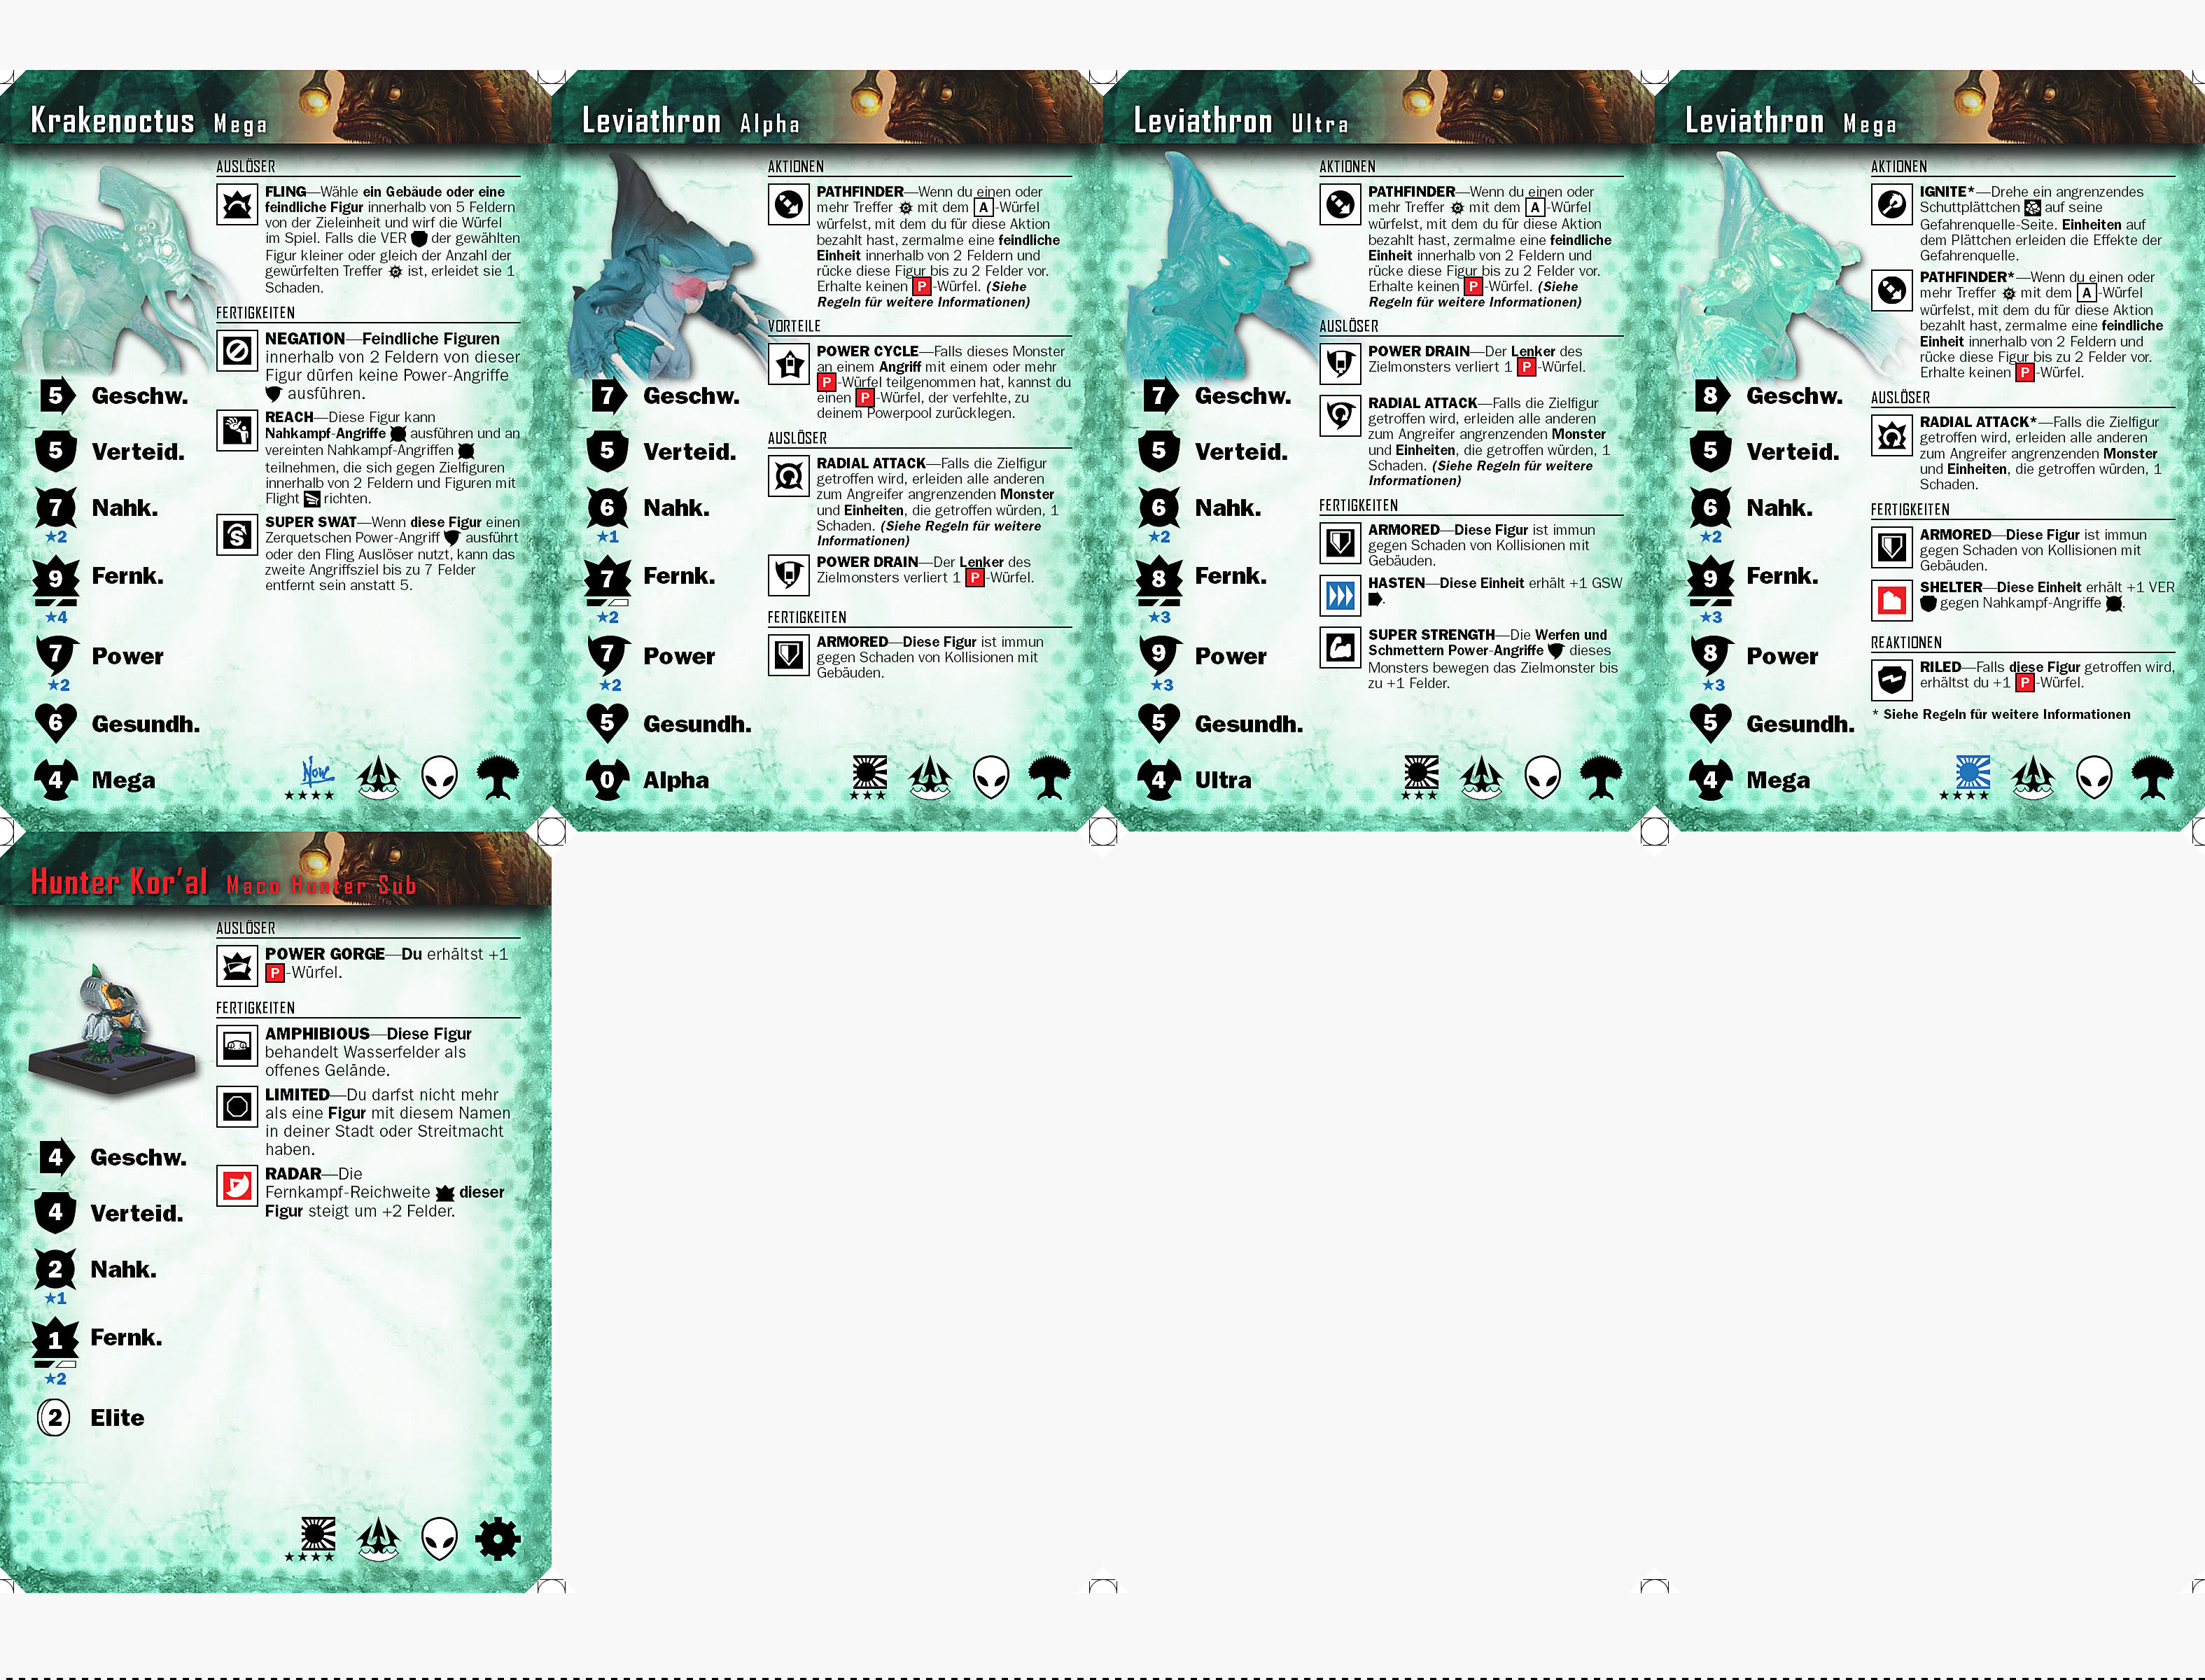 Krakenoctus Mega
AUSLÖSER
FLING—Wähle ein Gebäude oder eine
feindliche Figur innerhalb von 5 Feldern
von der Zieleinheit und wirf die Würfel
im Spiel. Falls die VER der gewählten
Figur kleiner oder gleich der Anzahl der
gewürfelten Treffer ist, erleidet sie 1
Schaden.
FERTIGKEITEN
NEGATION—Feindliche Figuren
innerhalb von 2 Feldern von dieser
Figur dürfen keine Power-Angriffe
ausführen.
REACH—Diese Figur kann
Nahkampf-Angriffe ausführen und an
vereinten Nahkampf-Angriffen
teilnehmen, die sich gegen Zielfiguren
innerhalb von 2 Feldern und Figuren mit
Flight richten.
SUPER SWAT—Wenn diese Figur einen
Zerquetschen Power-Angriff ausführt
oder den Fling Auslöser nutzt, kann das
zweite Angriffsziel bis zu 7 Felder
entfernt sein anstatt 5.
5 Geschw.
5 Verteid.
7 Nahk.
★2
9 Fernk.
★4
7 Power
★2
6 Gesundh.
4 Mega
Now
★★★★
Leviathron Alpha
AKTIONEN
PATHFINDER—Wenn du einen oder
mehr Treffer mit dem A-Würfel
würfelst, mit dem du für diese Aktion
bezahlt hast, zermalme eine feindliche
Einheit innerhalb von 2 Feldern und
rücke diese Figur bis zu 2 Felder vor.
Erhalte keinen P-Würfel. (Siehe
Regeln für weitere Informationen)
VORTEILE
POWER CYCLE—Falls dieses Monster
an einem Angriff mit einem oder mehr
P-Würfel teilgenommen hat, kannst du
einen P-Würfel, der verfehlte, zu
deinem Powerpool zurücklegen.
AUSLÖSER
RADIAL ATTACK—Falls die Zielfigur
getroffen wird, erleiden alle anderen
zum Angreifer angrenzenden Monster
und Einheiten, die getroffen würden, 1
Schaden. (Siehe Regeln für weitere
Informationen)
POWER DRAIN—Der Lenker des
Zielmonsters verliert 1 P-Würfel.
FERTIGKEITEN
ARMORED—Diese Figur ist immun
gegen Schaden von Kollisionen mit
Gebäuden.
7 Geschw.
5 Verteid.
6 Nahk.
★1
7 Fernk.
★2
7 Power
★2
5 Gesundh.
0 Alpha
★★★
Leviathron Ultra
AKTIONEN
PATHFINDER—Wenn du einen oder
mehr Treffer mit dem A-Würfel
würfelst, mit dem du für diese Aktion
bezahlt hast, zermalme eine feindliche
Einheit innerhalb von 2 Feldern und
rücke diese Figur bis zu 2 Felder vor.
Erhalte keinen P-Würfel. (Siehe
Regeln für weitere Informationen)
AUSLÖSER
POWER DRAIN—Der Lenker des
Zielmonsters verliert 1 P-Würfel.
RADIAL ATTACK—Falls die Zielfigur
getroffen wird, erleiden alle anderen
zum Angreifer angrenzenden Monster
und Einheiten, die getroffen würden, 1
Schaden. (Siehe Regeln für weitere
Informationen)
FERTIGKEITEN
ARMORED—Diese Figur ist immun
gegen Schaden von Kollisionen mit
Gebäuden.
HASTEN—Diese Einheit erhält +1 GSW
.
SUPER STRENGTH—Die Werfen und
Schmettern Power-Angriffe dieses
Monsters bewegen das Zielmonster bis
zu +1 Felder.
7 Geschw.
5 Verteid.
6 Nahk.
★2
8 Fernk.
★3
9 Power
★3
5 Gesundh.
4 Ultra
★★★
Leviathron Mega
AKTIONEN
IGNITE*—Drehe ein angrenzendes
Schuttplättchen auf seine
Gefahrenquelle-Seite. Einheiten auf
dem Plättchen erleiden die Effekte der
Gefahrenquelle.
PATHFINDER*—Wenn du einen oder
mehr Treffer mit dem A-Würfel
würfelst, mit dem du für diese Aktion
bezahlt hast, zermalme eine feindliche
Einheit innerhalb von 2 Feldern und
rücke diese Figur bis zu 2 Felder vor.
Erhalte keinen P-Würfel.
AUSLÖSER
RADIAL ATTACK*—Falls die Zielfigur
getroffen wird, erleiden alle anderen
zum Angreifer angrenzenden Monster
und Einheiten, die getroffen würden, 1
Schaden.
FERTIGKEITEN
ARMORED—Diese Figur ist immun
gegen Schaden von Kollisionen mit
Gebäuden.
SHELTER—Diese Einheit erhält +1 VER
gegen Nahkampf-Angriffe .
REAKTIONEN
RILED—Falls diese Figur getroffen wird,
erhältst du +1 P-Würfel.
* Siehe Regeln für weitere Informationen
8 Geschw.
5 Verteid.
6 Nahk.
★2
9 Fernk.
★3
8 Power
★3
5 Gesundh.
4 Mega
★★★★
Hunter Kor'al Maco Hunter Sub
AUSLÖSER
POWER GORGE—Du erhältst +1
P-Würfel.
FERTIGKEITEN
AMPHIBIOUS—Diese Figur
behandelt Wasserfelder als
offenes Gelände.
LIMITED—Du darfst nicht mehr
als eine Figur mit diesem Namen
in deiner Stadt oder Streitmacht
haben.
RADAR—Die
Fernkampf-Reichweite dieser
Figur steigt um +2 Felder.
4 Geschw.
4 Verteid.
2 Nahk.
★1
1 Fernk.
★2
2 Elite
★★★★